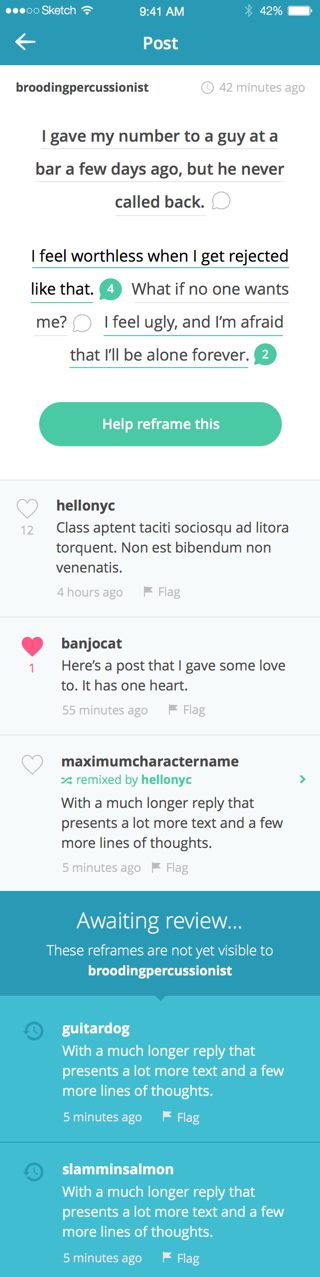 Sketch 9:41 AM 42%
Post
broodingpercussionist 42 minutes ago
I gave my number to a guy at a
bar a few days ago, but he never
called back.
I feel worthless when I get rejected
like that. 4 What if no one wants
me? I feel ugly, and I’m afraid
that I’ll be alone forever. 2
Help reframe this
hellonyc
12
Class aptent taciti sociosqu ad litora
torquent. Non est bibendum non
venenatis.
4 hours ago Flag
banjocat
1
Here’s a post that I gave some love
to. It has one heart.
55 minutes ago Flag
maximumcharactername
remixed by hellonyc
With a much longer reply that
presents a lot more text and a few
more lines of thoughts.
5 minutes ago Flag
Awaiting review...
These reframes are not yet visible to
broodingpercussionist
guitardog
With a much longer reply that
presents a lot more text and a few
more lines of thoughts.
5 minutes ago Flag
slamminsalmon
With a much longer reply that
presents a lot more text and a few
more lines of thoughts.
5 minutes ago Flag